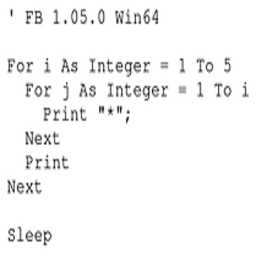 ' FB 1.05.0 Win64

For i As Integer = 1 To 5
  For j As Integer = 1 To i
    Print "*";
  Next
  Print
Next

Sleep